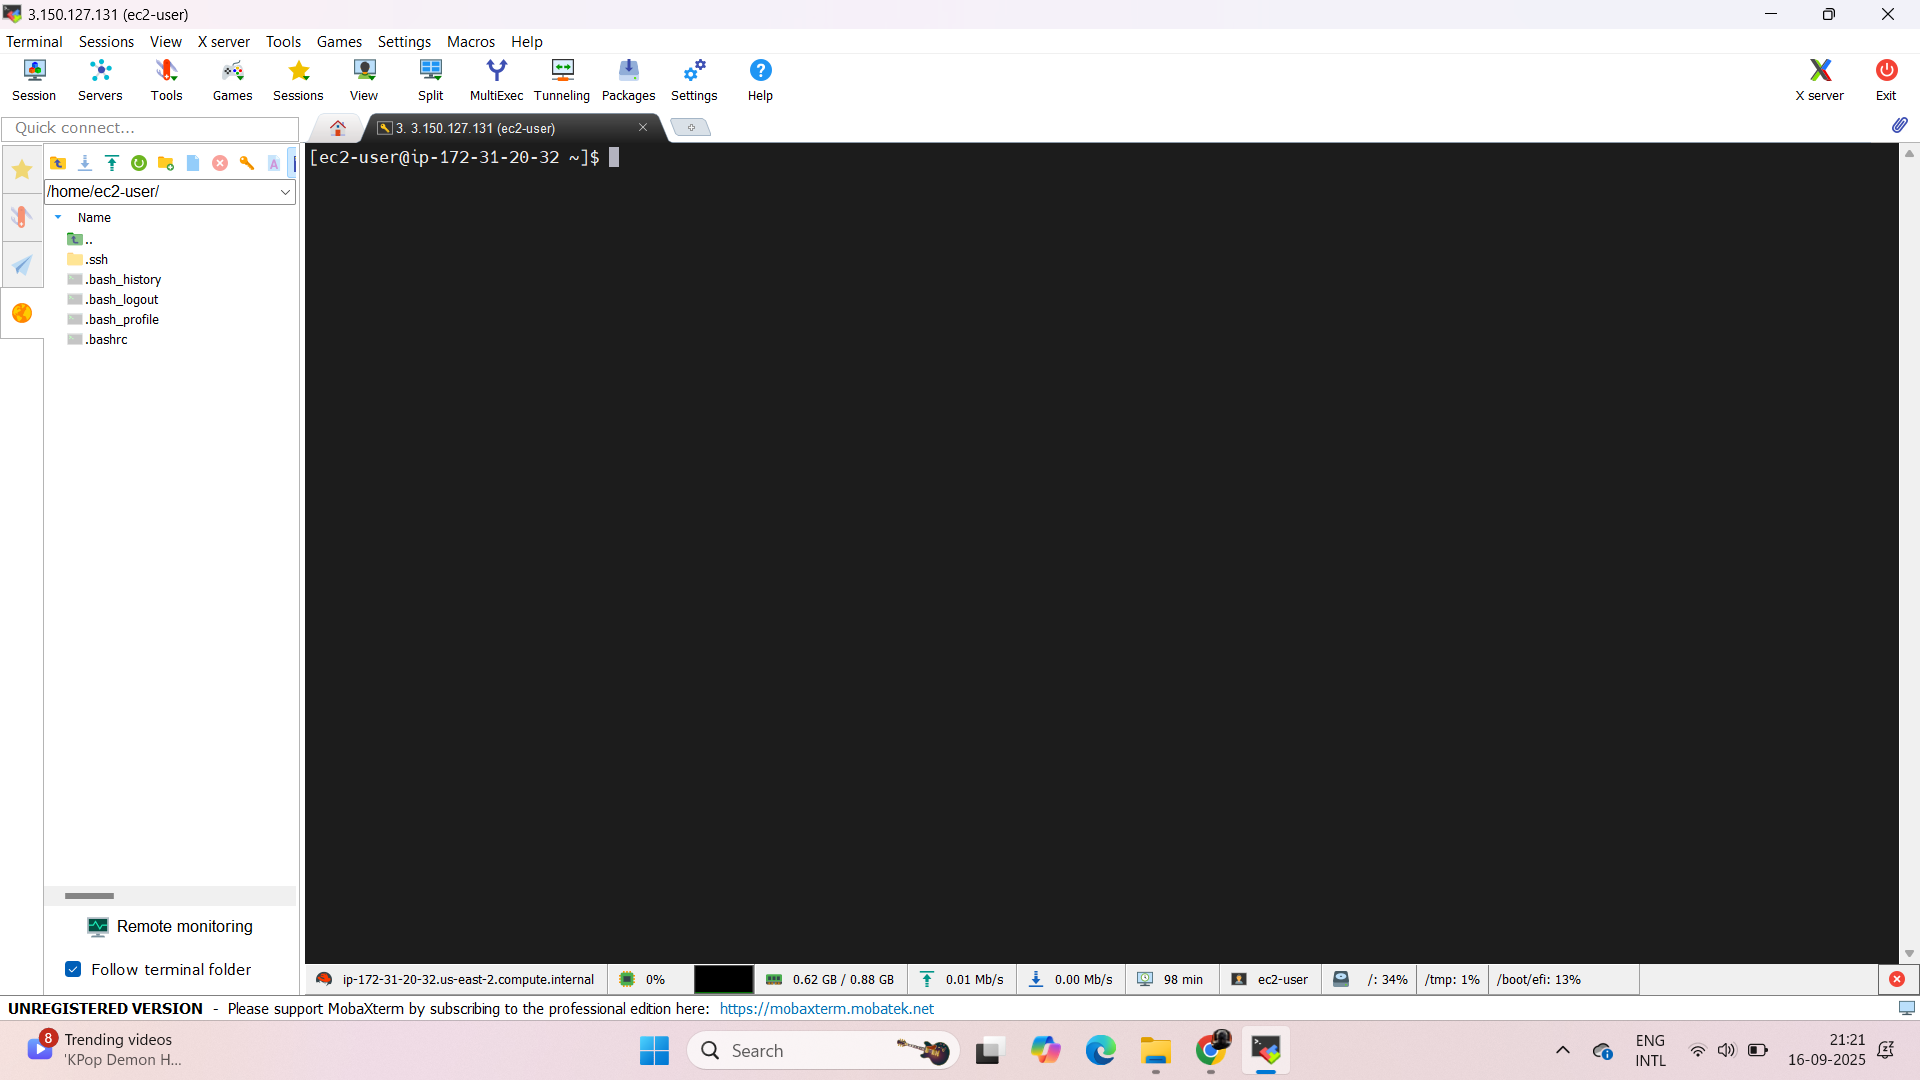 3.150.127.131 (ec2-user)
Terminal Sessions View X server Tools Games Settings Macros Help
Session Servers Tools Games Sessions View Split MultiExec Tunneling Packages Settings Help X server Exit
Quick connect...
3. 3.150.127.131 (ec2-user)
/home/ec2-user/
Name
..
.ssh
.bash_history
.bash_logout
.bash_profile
.bashrc
[ec2-user@ip-172-31-20-32 ~]$
Remote monitoring
Follow terminal folder
ip-172-31-20-32.us-east-2.compute.internal 0% 0.62 GB / 0.88 GB 0.01 Mb/s 0.00 Mb/s 98 min ec2-user /: 34% /tmp: 1% /boot/efi: 13%
UNREGISTERED VERSION - Please support MobaXterm by subscribing to the professional edition here: https://mobaxterm.mobatek.net
8
Trending videos
'KPop Demon H...
Search
ENG
INTL
21:21
16-09-2025